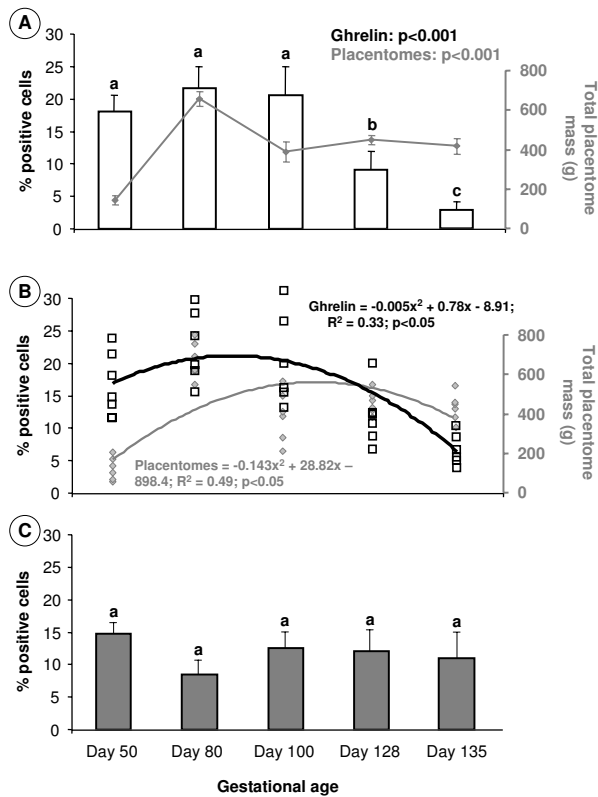 A
Ghrelin: p<0.001
Placentomes: p<0.001
% positive cells
30
25
20
15
10
5
0
a
a
a
b
c
800
600
400
200
0
Total placentome
mass (g)
B
Ghrelin = -0.005x² + 0.78x - 8.91;
R² = 0.33; p<0.05
% positive cells
30
25
20
15
10
5
0
800
600
400
200
0
Total placentome
mass (g)
Placentomes = -0.143x² + 28.82x –
898.4; R² = 0.49; p<0.05
C
% positive cells
30
25
20
15
10
5
0
a
a
a
a
a
Day 50 Day 80 Day 100 Day 128 Day 135
Gestational age